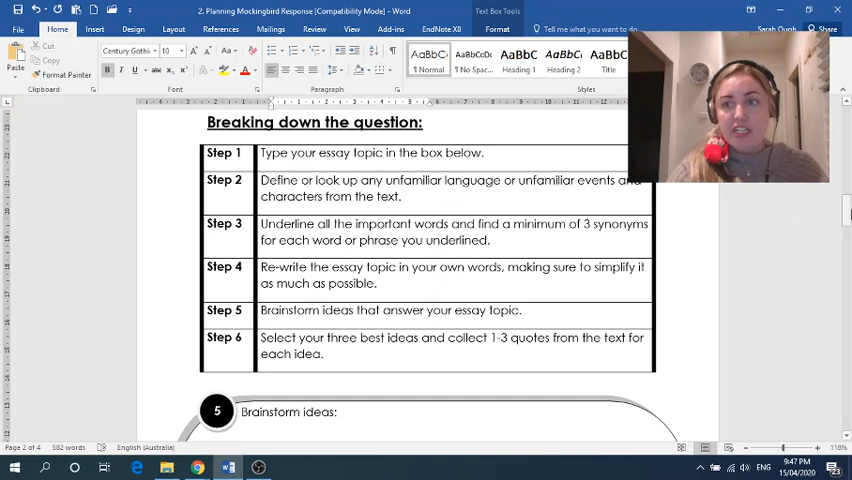 2. Planning Mockingbird Response [Compatibility Mode] - Word
Text Box Tools
Sarah Ough
File Home Insert Draw Design Layout References Mailings Review View Add-ins EndNote X8 Format Tell me what you want to do Share
Paste
Cut
Copy
Format Painter
Clipboard
Century Gothic 10
Font
Paragraph
AaBbC AaBbCcDc AaBbC AaBbC AaBbC
¶ Normal ¶ No Spac... Heading 1 Heading 2 Title
Breaking down the question:
Step 1 Type your essay topic in the box below.
Step 2 Define or look up any unfamiliar language or unfamiliar events and
characters from the text.
Step 3 Underline all the important words and find a minimum of 3 synonyms
for each word or phrase you underlined.
Step 4 Re-write the essay topic in your own words, making sure to simplify it
as much as possible.
Step 5 Brainstorm ideas that answer your essay topic.
Step 6 Select your three best ideas and collect 1-3 quotes from the text for
each idea.
5 Brainstorm ideas:
Page 2 of 4 582 words English (Australia) 118%
ENG 9:47 PM
15/04/2020
23